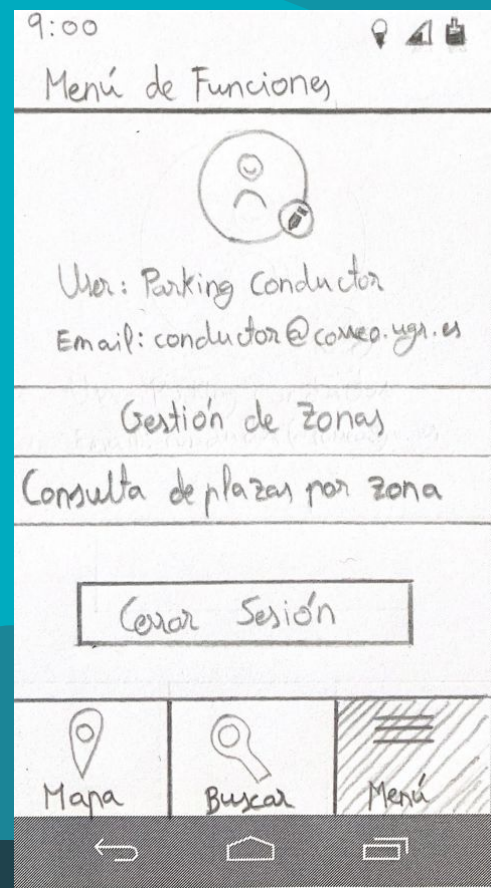 9:00
Menú de Funciones
User: Parking Conductor
Email: conductor@correo.ugr.es
Gestión de Zonas
Consulta de plazas por zona
Cerrar Sesión
Mapa
Buscar
Menú